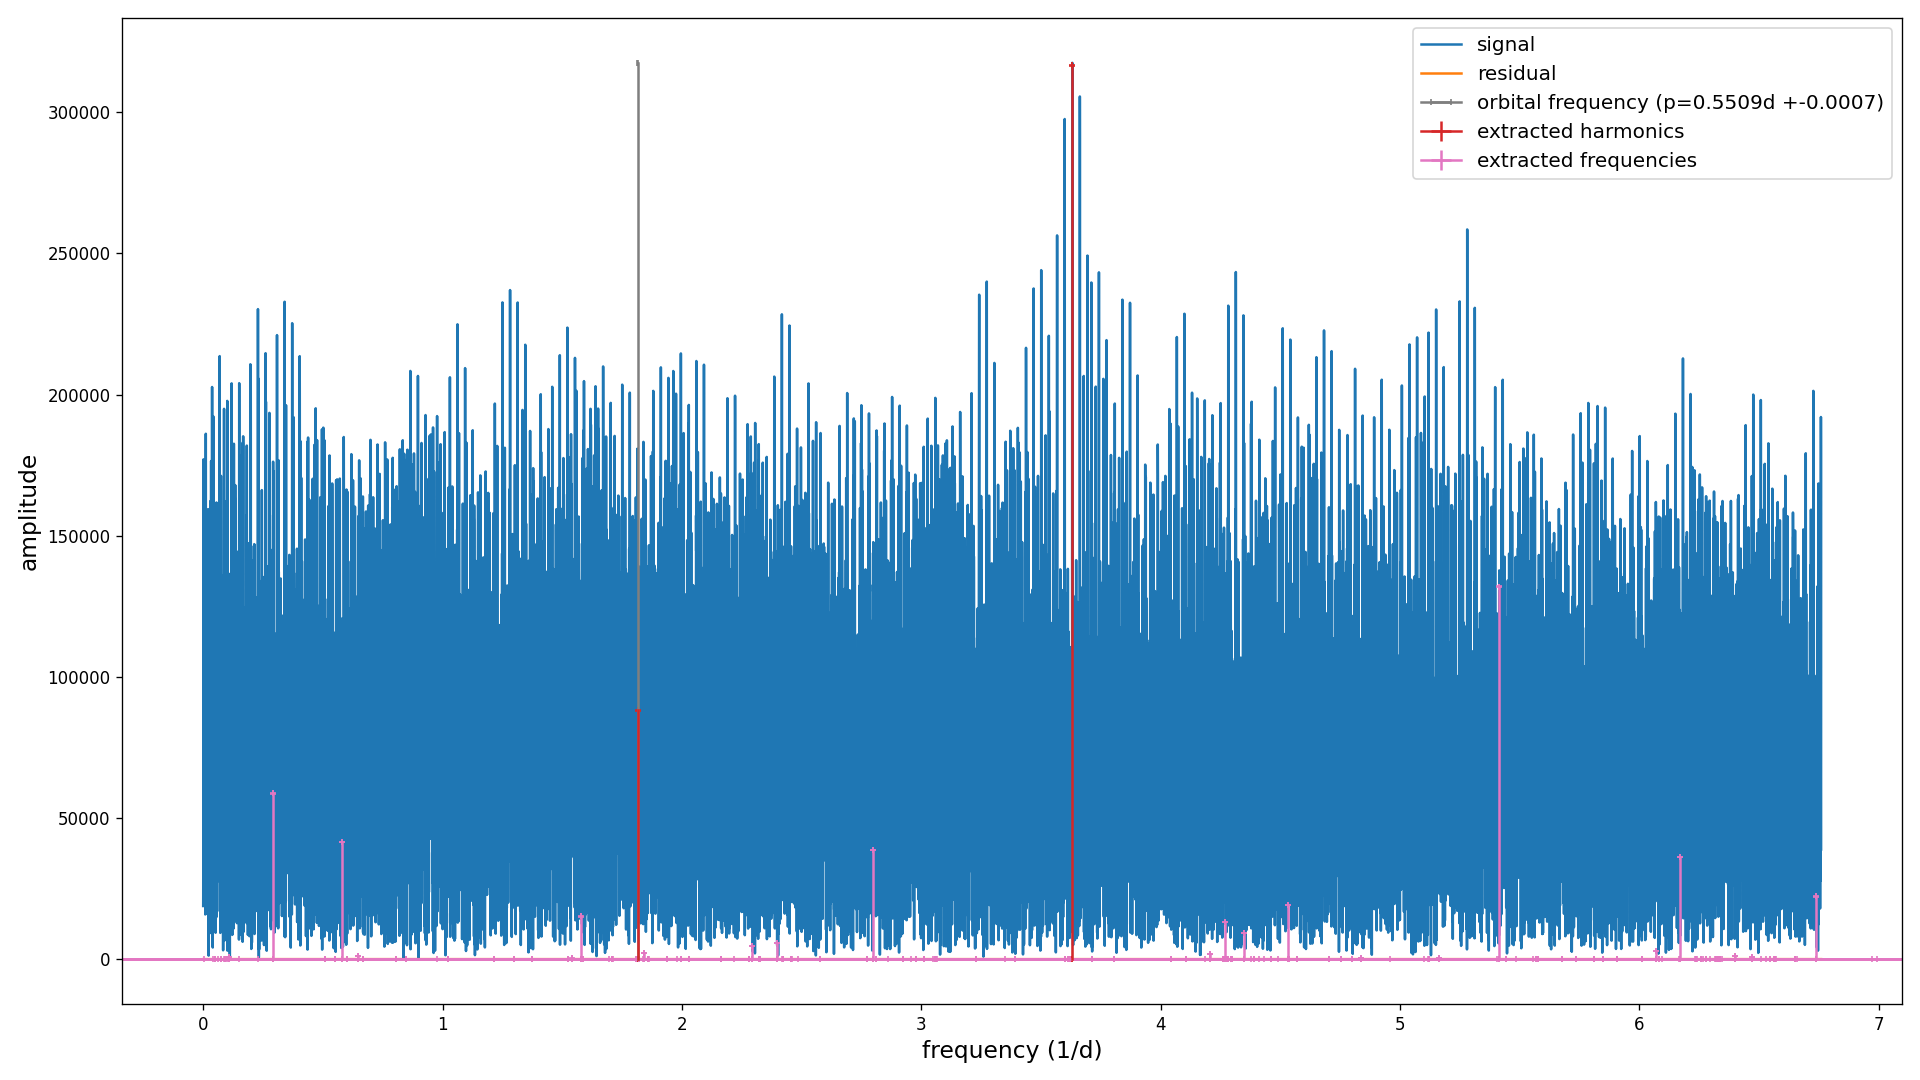 signal
residual
orbital frequency (p=0.5509d +-0.0007)
extracted harmonics
extracted frequencies
amplitude
300000
250000
200000
150000
100000
50000
0
0 1 2 3 4 5 6 7
frequency (1/d)